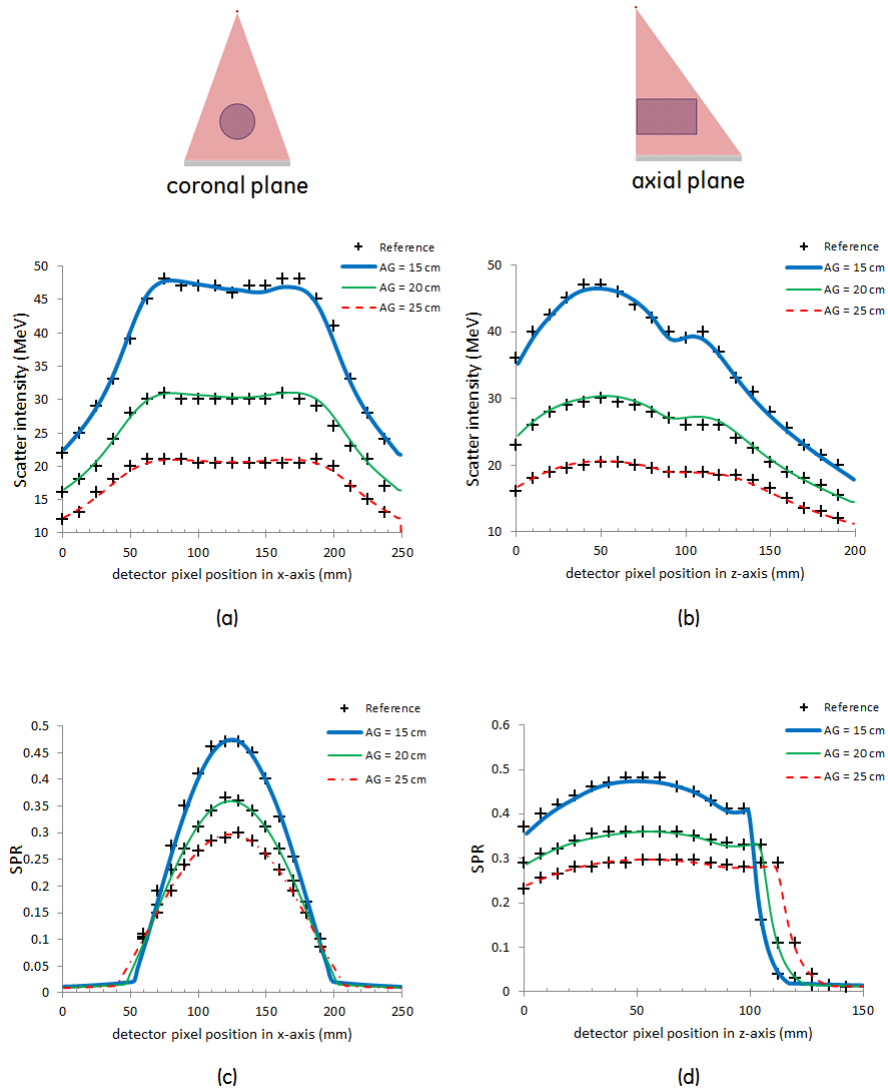 coronal plane
axial plane
Reference
AG = 15 cm
AG = 20 cm
AG = 25 cm
50
45
40
35
30
25
20
15
10
Scatter intensity (MeV)
0 50 100 150 200 250
detector pixel position in x-axis (mm)
(a)
Reference
AG = 15 cm
AG = 20 cm
AG = 25 cm
50
40
30
20
10
Scatter intensity (MeV)
0 50 100 150 200
detector pixel position in z-axis (mm)
(b)
Reference
AG = 15 cm
AG = 20 cm
AG = 25 cm
0.5
0.45
0.4
0.35
0.3
0.25
0.2
0.15
0.1
0.05
0
SPR
0 50 100 150 200 250
detector pixel position in x-axis (mm)
(c)
Reference
AG = 15 cm
AG = 20 cm
AG = 25 cm
0.6
0.5
0.4
0.3
0.2
0.1
0
SPR
0 50 100 150
detector pixel position in z-axis (mm)
(d)